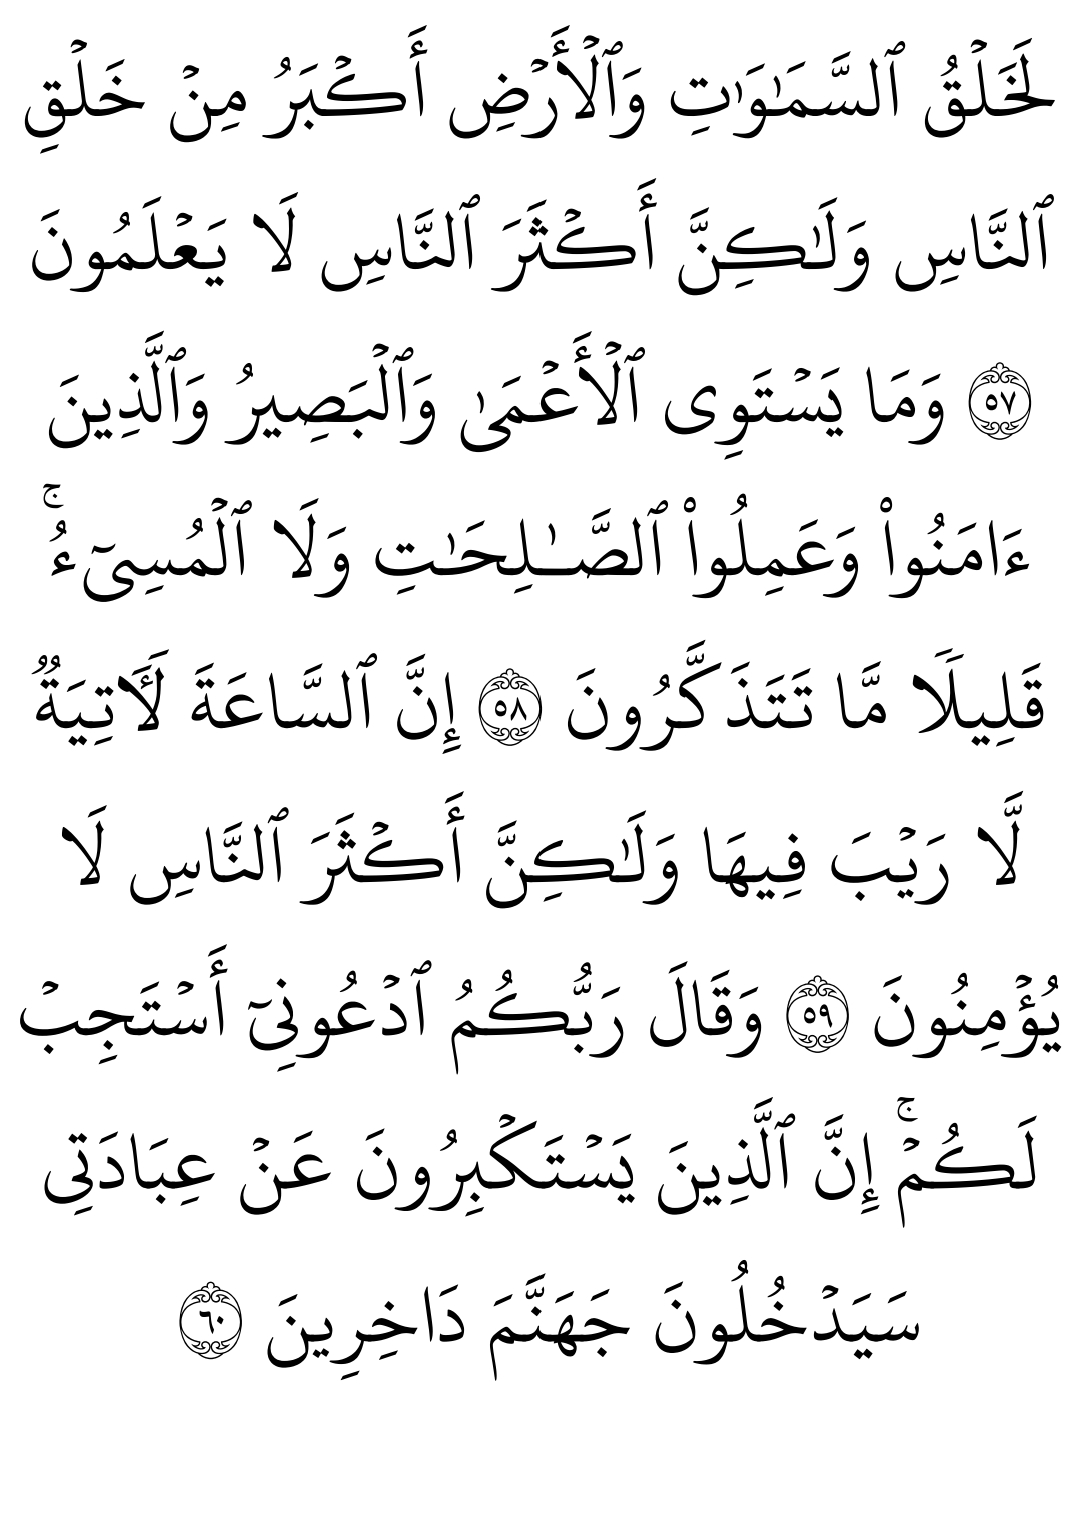 لَخَلۡقُ ٱلسَّمَـٰوَٰتِ وَٱلۡأَرۡضِ أَكۡبَرُ مِنۡ خَلۡقِ
ٱلنَّاسِ وَلَـٰكِنَّ أَكۡثَرَ ٱلنَّاسِ لَا يَعۡلَمُونَ
٥٧ وَمَا يَسۡتَوِى ٱلۡأَعۡمَىٰ وَٱلۡبَصِيرُ وَٱلَّذِينَ
ءَامَنُوا۟ وَعَمِلُوا۟ ٱلصَّـٰلِحَـٰتِ وَلَا ٱلۡمُسِىٓءُۚ
قَلِيلًا مَّا تَتَذَكَّرُونَ ٥٨ إِنَّ ٱلسَّاعَةَ لَـَٔاتِيَةٌ
لَّا رَيۡبَ فِيهَا وَلَـٰكِنَّ أَكۡثَرَ ٱلنَّاسِ لَا
يُؤۡمِنُونَ ٥٩ وَقَالَ رَبُّكُمُ ٱدۡعُونِىٓ أَسۡتَجِبۡ
لَكُمۡۚ إِنَّ ٱلَّذِينَ يَسۡتَكۡبِرُونَ عَنۡ عِبَادَتِى
سَيَدۡخُلُونَ جَهَنَّمَ دَاخِرِينَ ٦٠